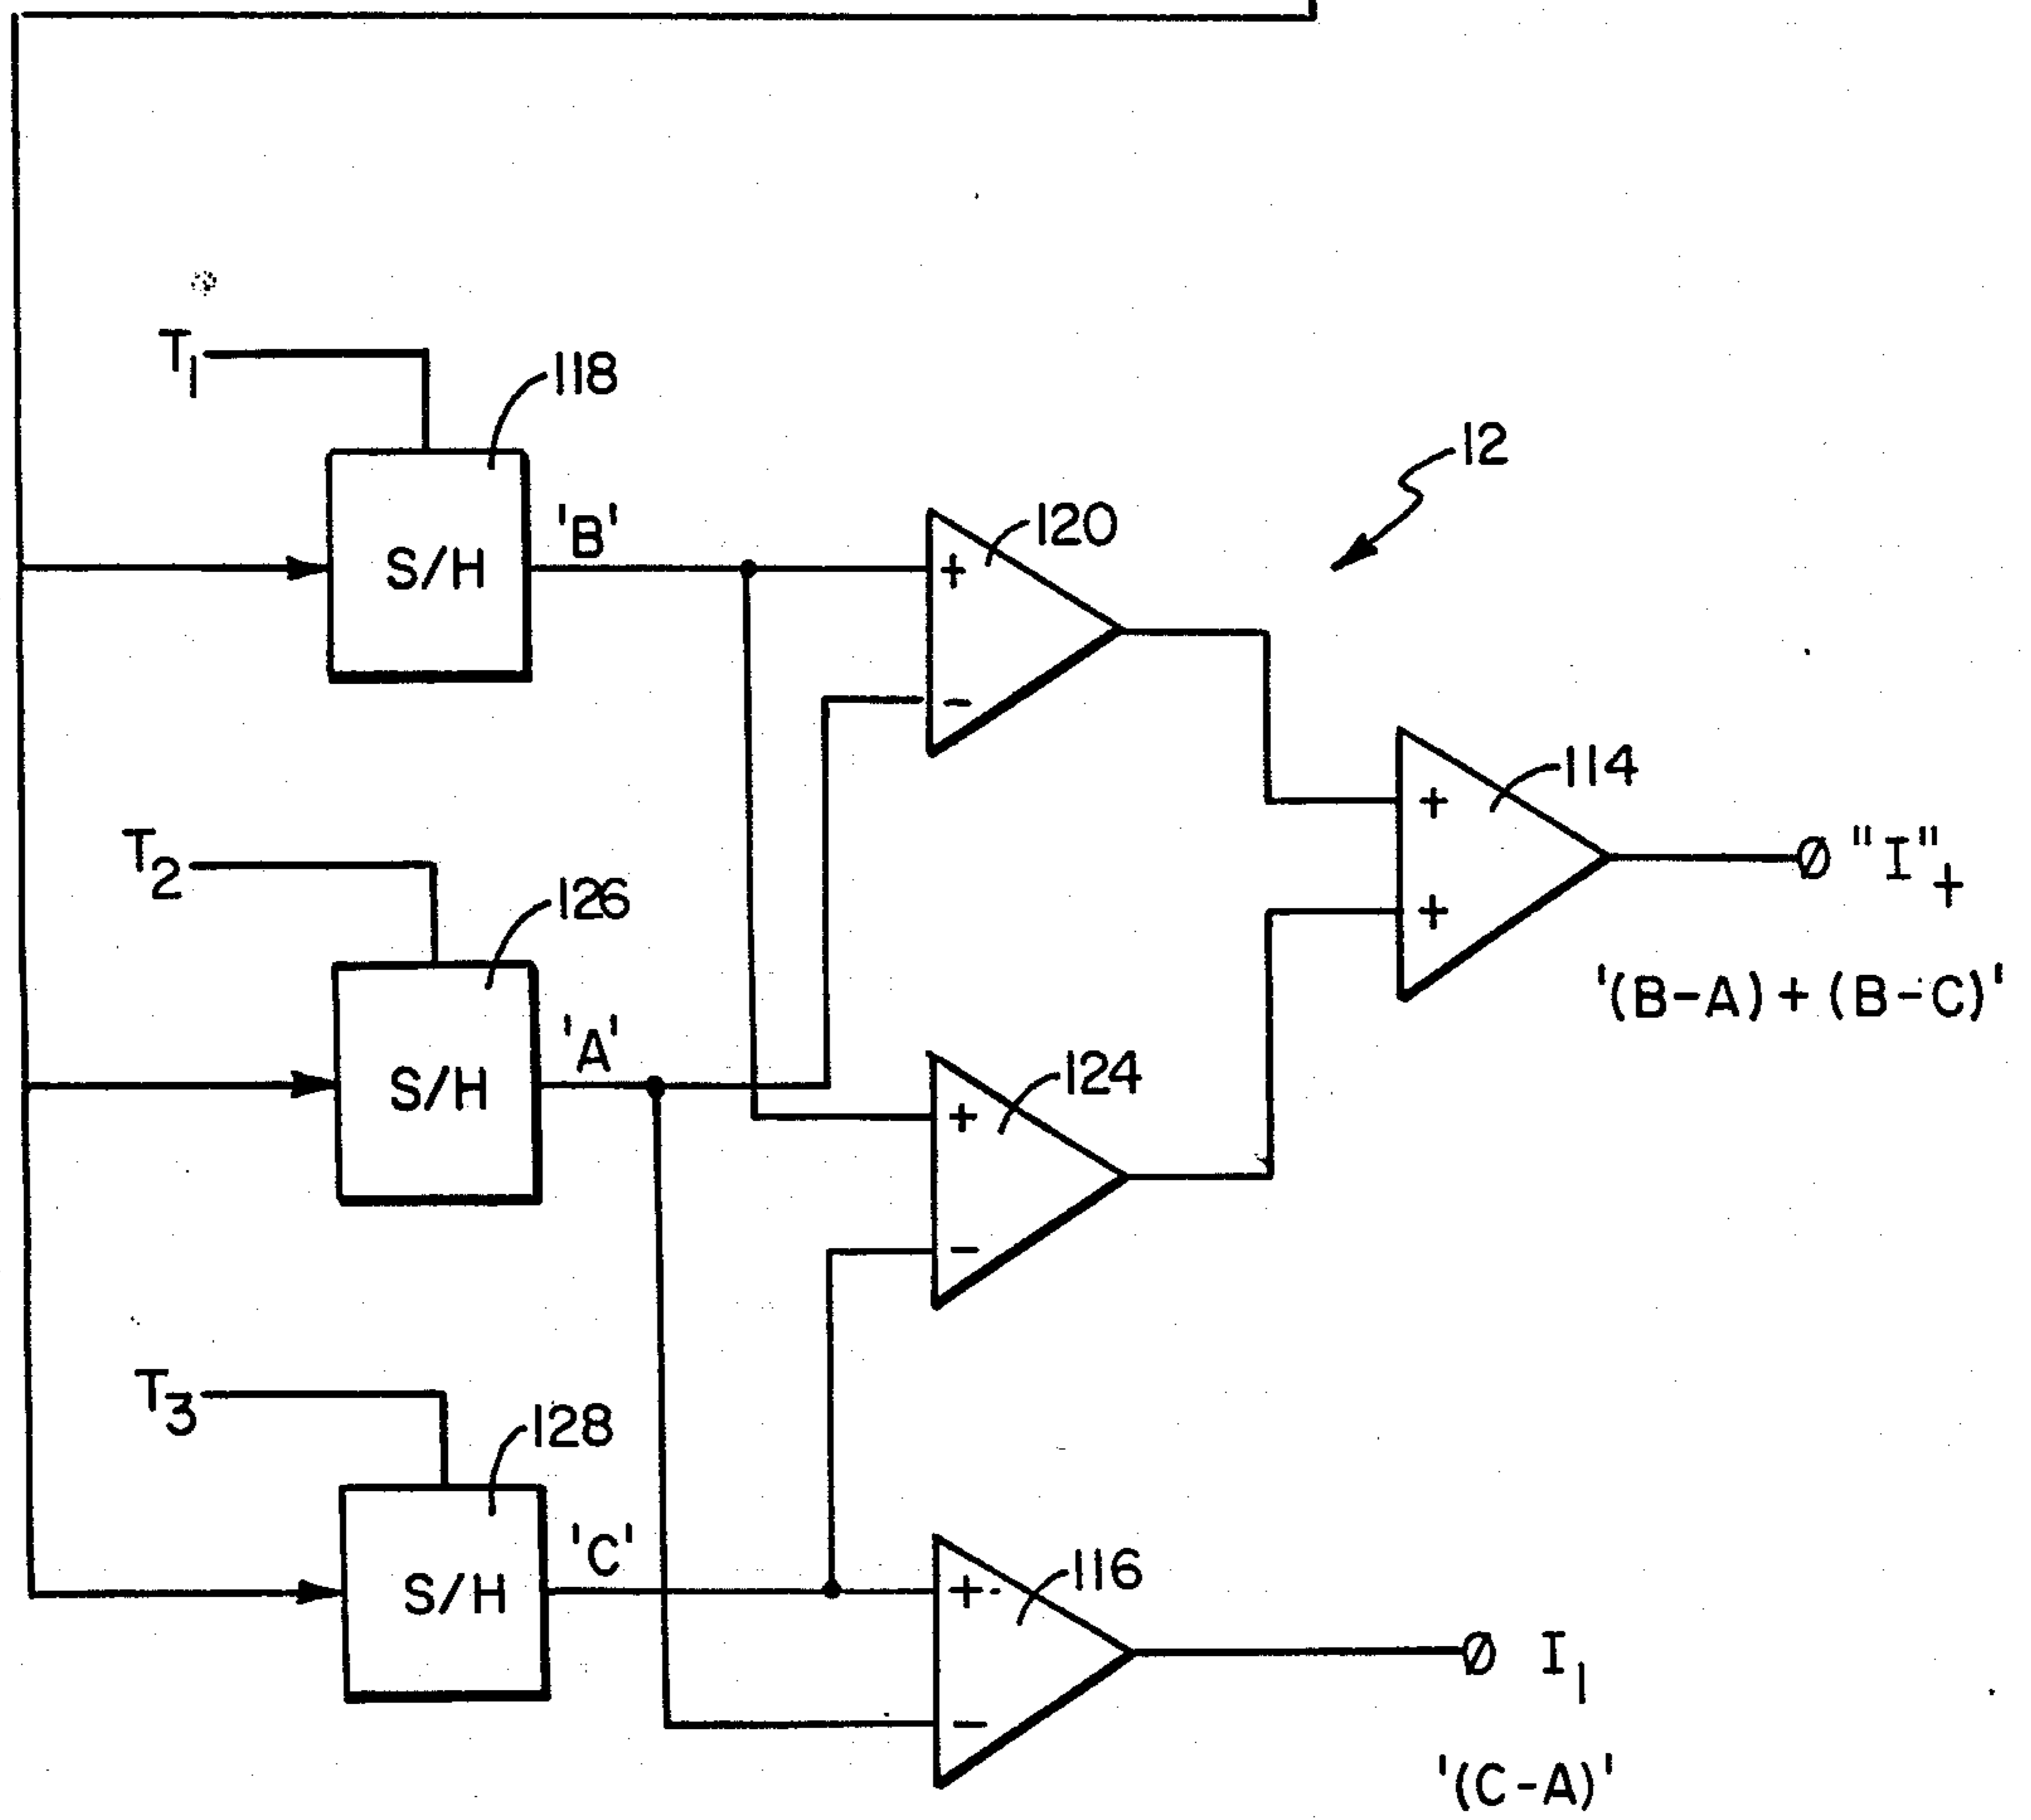 T1
118
S/H
'B'
120
+
-
12
114
+
+
"I"+
'(B-A)+(B-C)'
T2
126
S/H
'A'
124
+
-
T3
128
S/H
'C'
116
+
-
I1
'(C-A)'